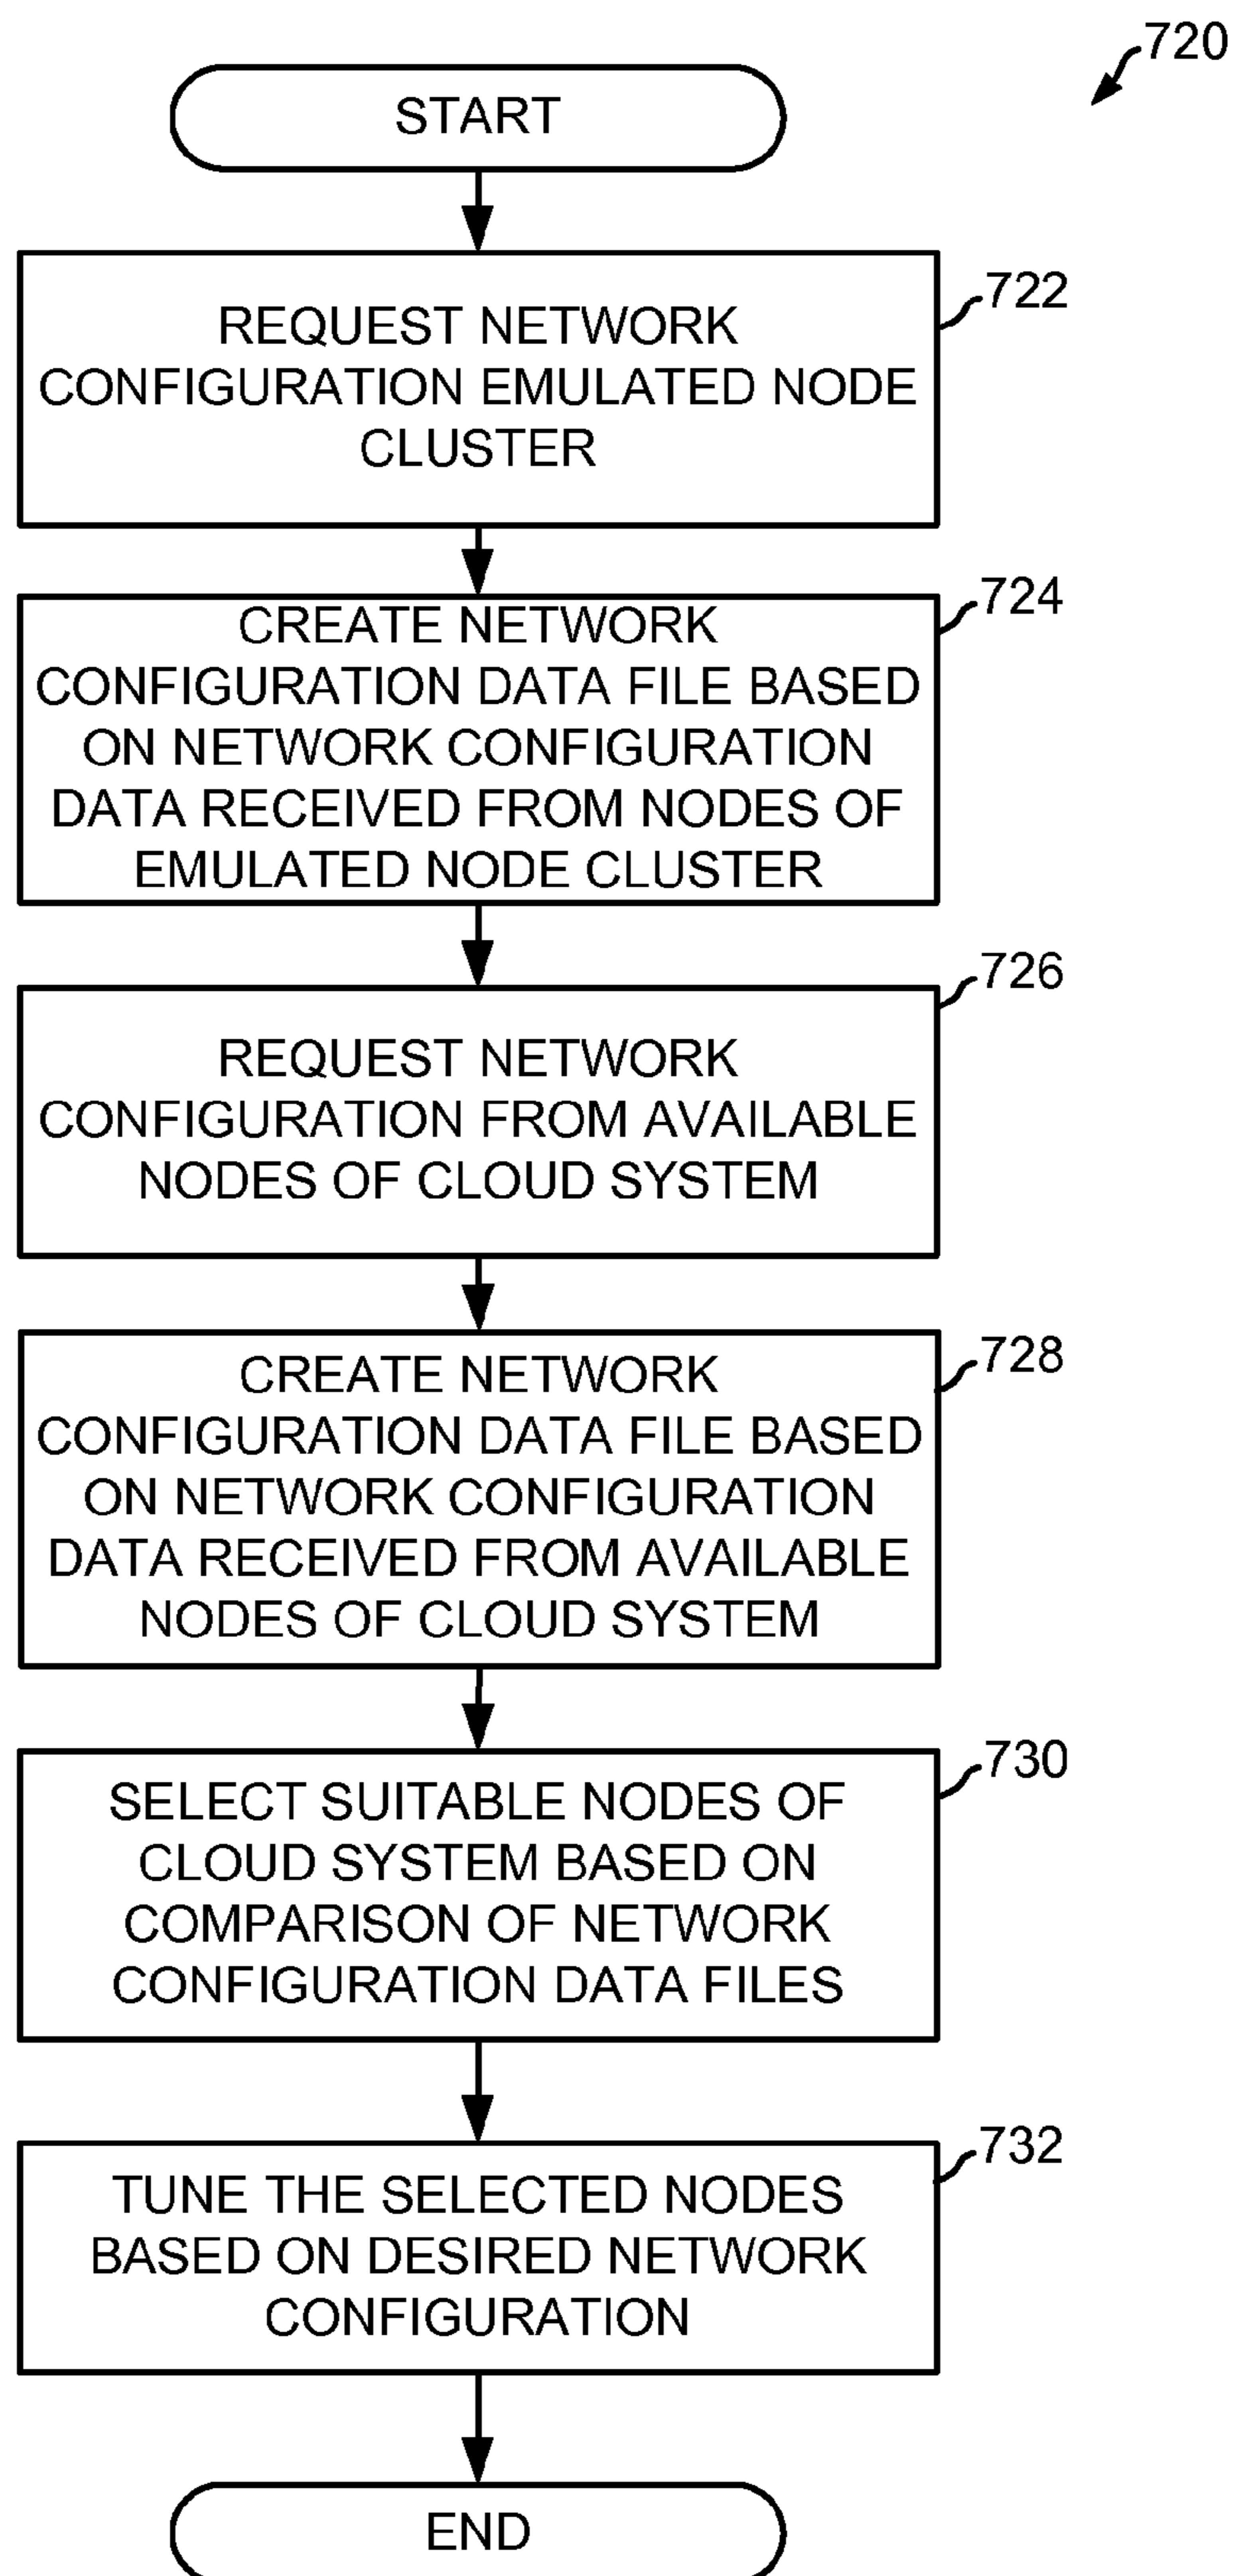 720
START
722
REQUEST NETWORK
CONFIGURATION EMULATED NODE
CLUSTER
724
CREATE NETWORK
CONFIGURATION DATA FILE BASED
ON NETWORK CONFIGURATION
DATA RECEIVED FROM NODES OF
EMULATED NODE CLUSTER
726
REQUEST NETWORK
CONFIGURATION FROM AVAILABLE
NODES OF CLOUD SYSTEM
728
CREATE NETWORK
CONFIGURATION DATA FILE BASED
ON NETWORK CONFIGURATION
DATA RECEIVED FROM AVAILABLE
NODES OF CLOUD SYSTEM
730
SELECT SUITABLE NODES OF
CLOUD SYSTEM BASED ON
COMPARISON OF NETWORK
CONFIGURATION DATA FILES
732
TUNE THE SELECTED NODES
BASED ON DESIRED NETWORK
CONFIGURATION
END